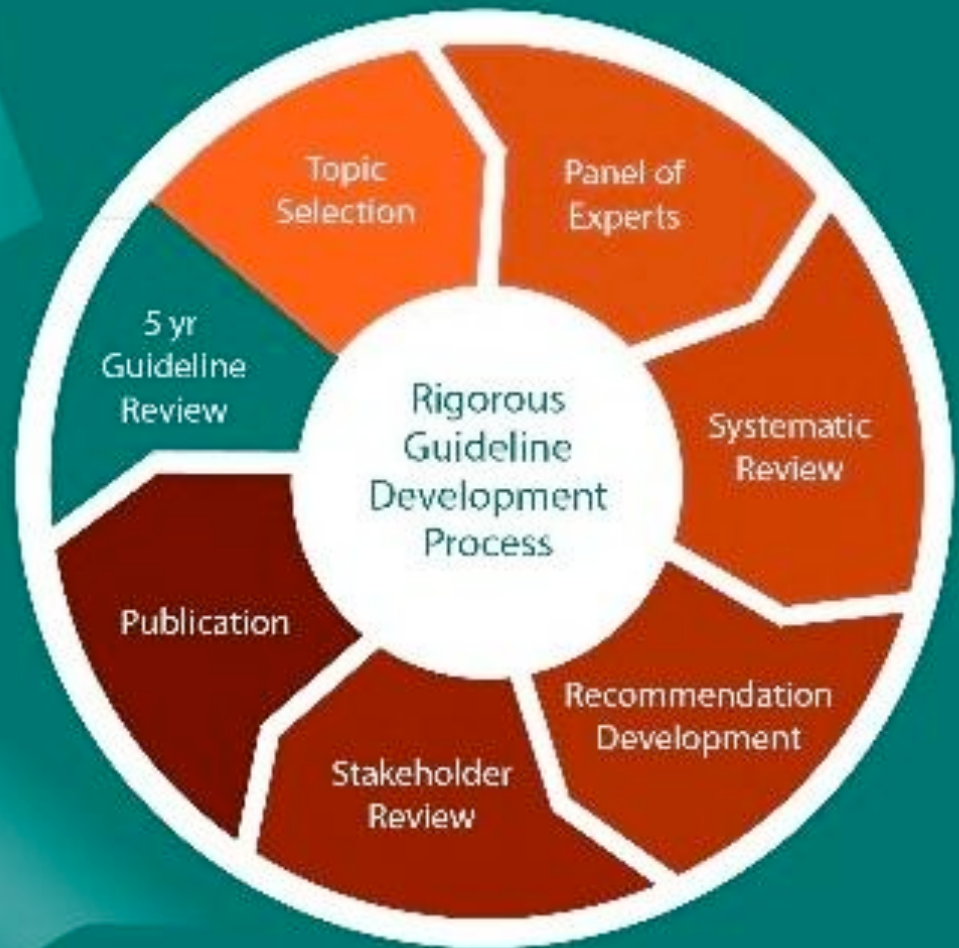 Topic
Selection
Panel of
Experts
Systematic
Review
Recommendation
Development
Stakeholder
Review
Publication
5 yr
Guideline
Review
Rigorous
Guideline
Development
Process